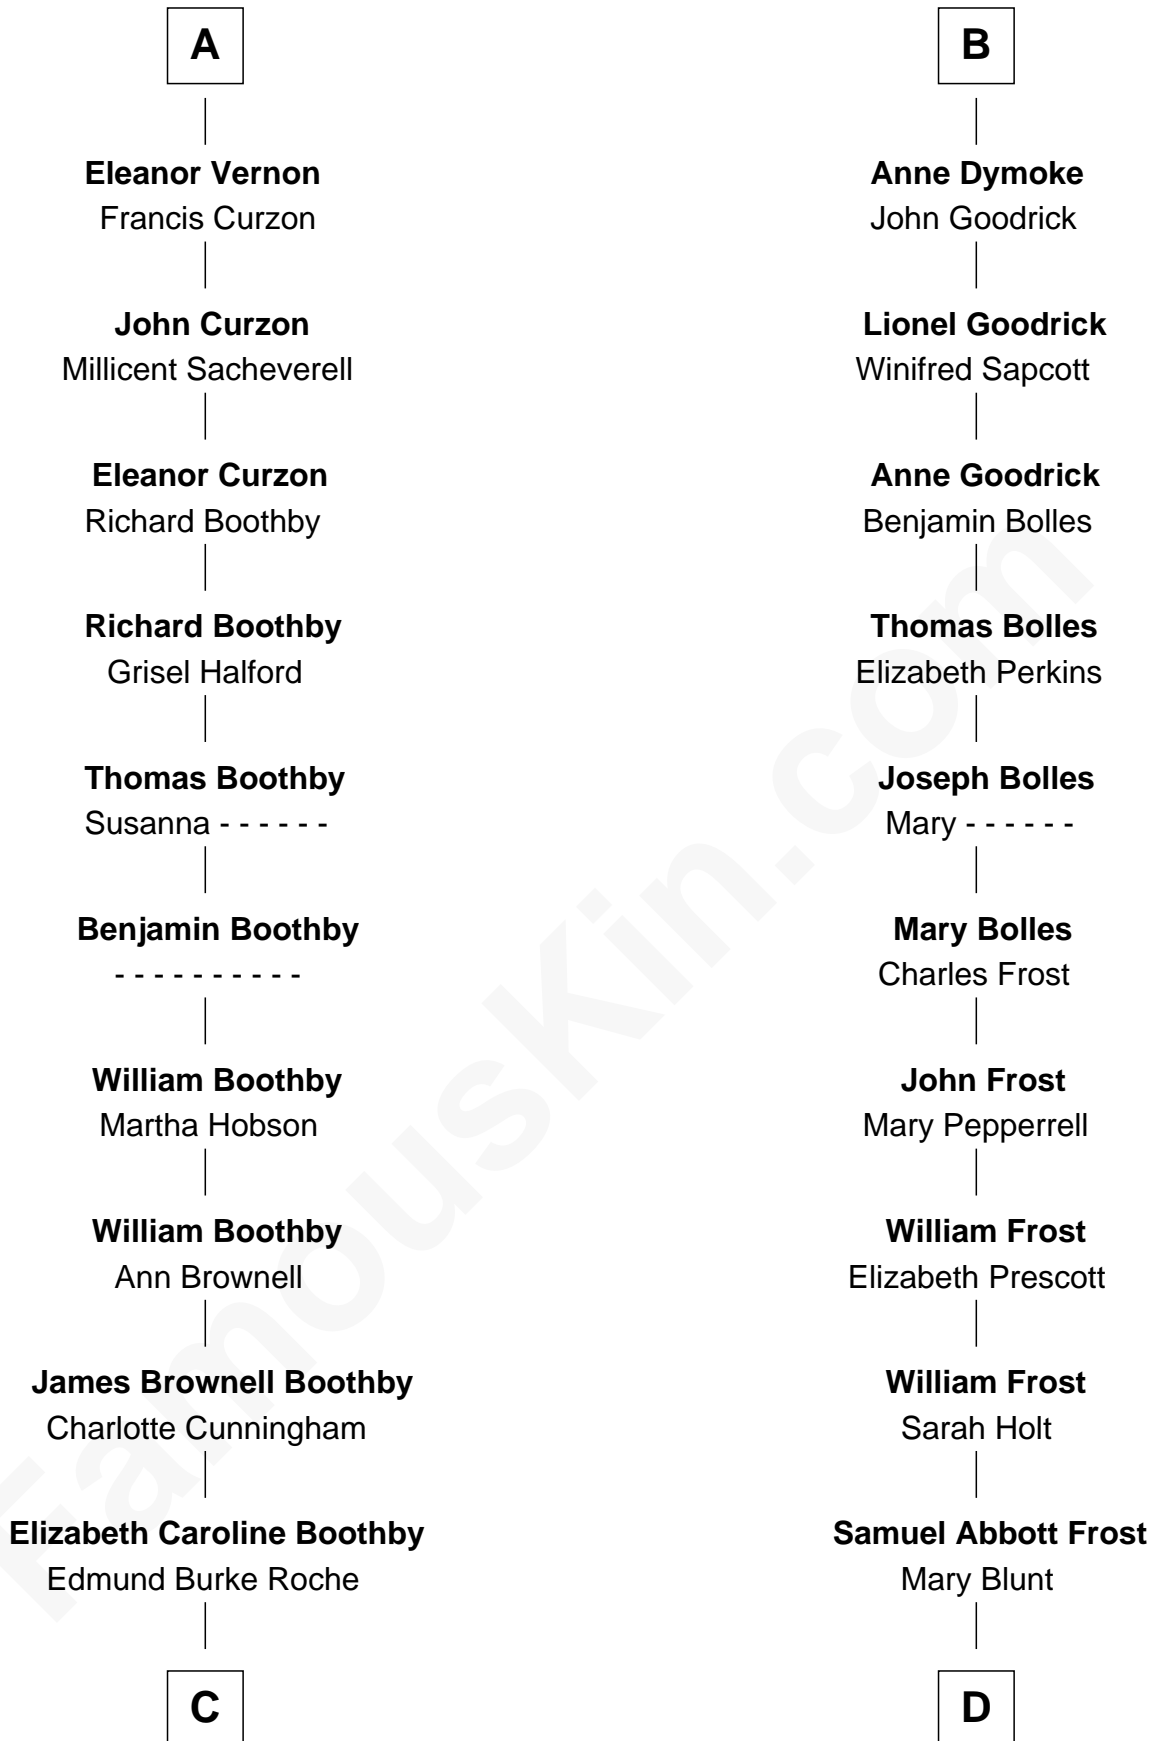 A
Eleanor Vernon
Francis Curzon
John Curzon
Millicent Sacheverell
Eleanor Curzon
Richard Boothby
Richard Boothby
Grisel Halford
Thomas Boothby
Susanna - - - - - -
Benjamin Boothby
- - - - - - - - - -
William Boothby
Martha Hobson
William Boothby
Ann Brownell
James Brownell Boothby
Charlotte Cunningham
Elizabeth Caroline Boothby
Edmund Burke Roche
C
B
Anne Dymoke
John Goodrick
Lionel Goodrick
Winifred Sapcott
Anne Goodrick
Benjamin Bolles
Thomas Bolles
Elizabeth Perkins
Joseph Bolles
Mary - - - - - -
Mary Bolles
Charles Frost
John Frost
Mary Pepperrell
William Frost
Elizabeth Prescott
William Frost
Sarah Holt
Samuel Abbott Frost
Mary Blunt
D
FamousKin.com